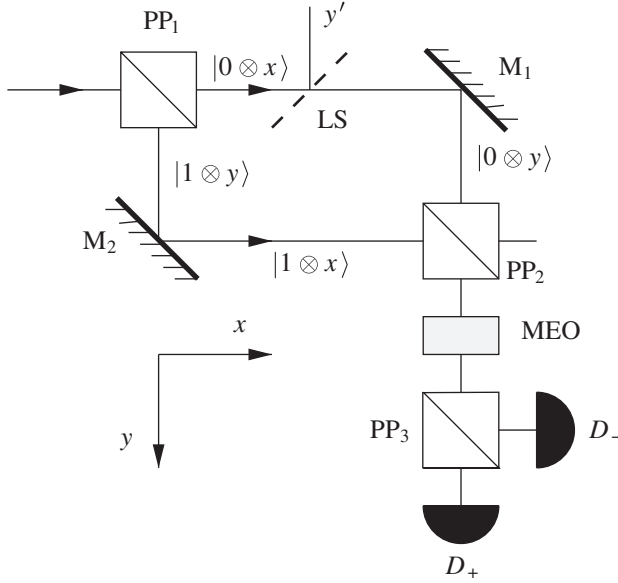 PP₁
y′
|0 ⊗ x⟩
M₁
LS
|0 ⊗ y⟩
|1 ⊗ y⟩
M₂
|1 ⊗ x⟩
PP₂
x
MEO
y
PP₃
D₋
D₊